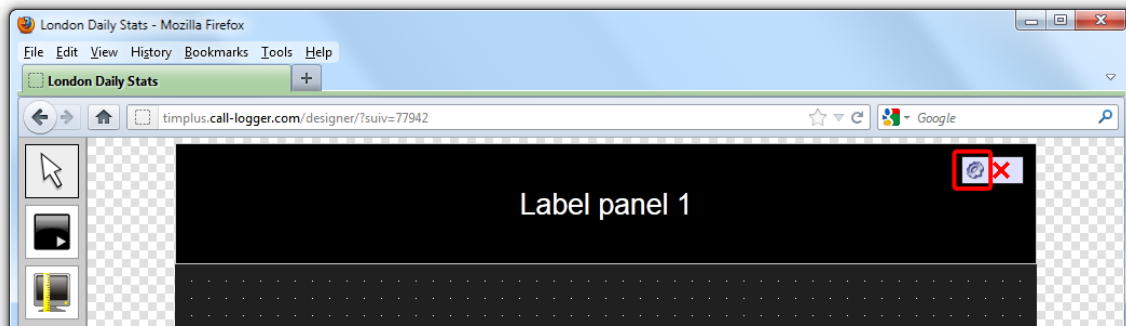 London Daily Stats - Mozilla Firefox
File Edit View History Bookmarks Tools Help
London Daily Stats
timplus.call-logger.com/designer/?suiv=77942
Google
Label panel 1